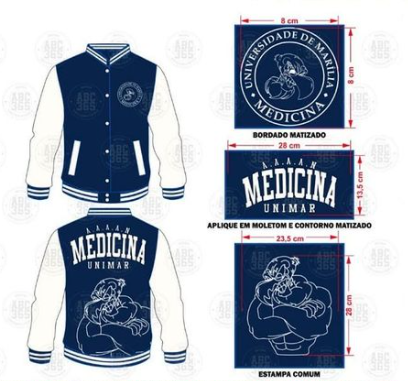 8 cm
UNIVERSIDADE DE MARILIA
• MEDICINA •
8 cm
BORDADO MATIZADO
28 cm
A.A.A.A.N
MEDICINA
UNIMAR
13,5 cm
APLIQUE EM MOLETOM E CONTORNO MATIZADO
A.A.A.A.N
MEDICINA
UNIMAR
23,5 cm
28 cm
ESTAMPA COMUM